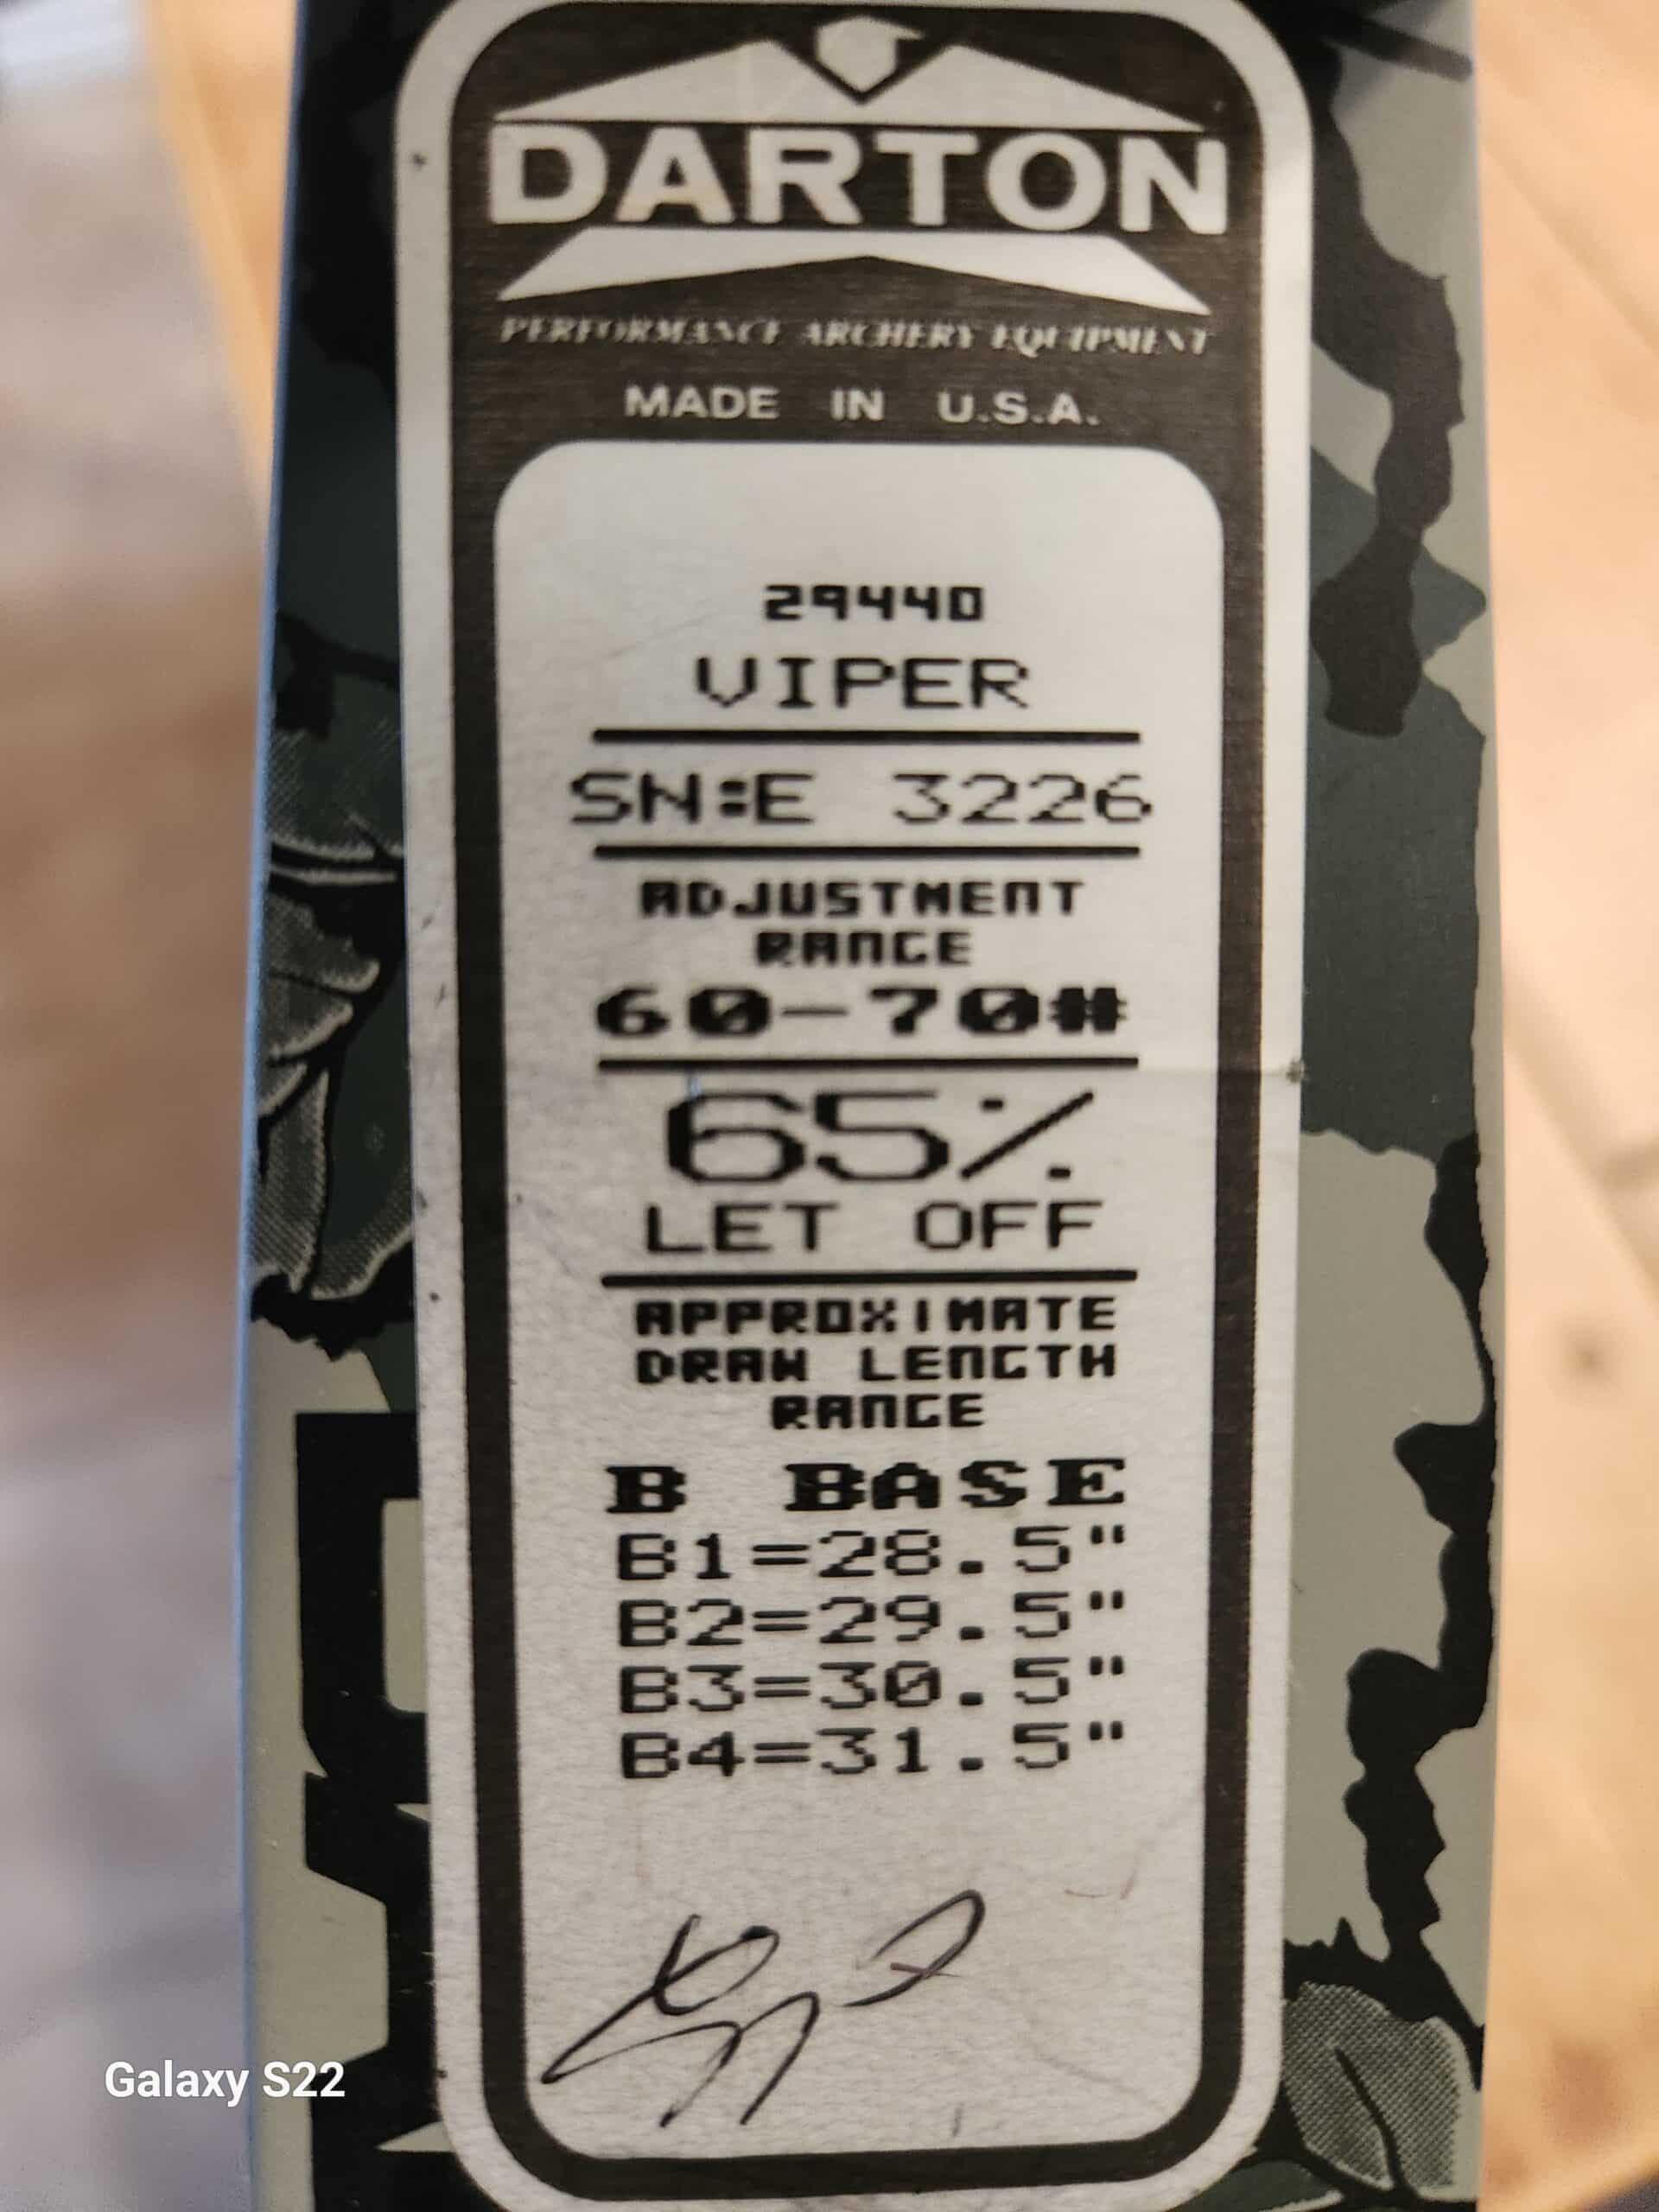 DARTON
PERFORMANCE ARCHERY EQUIPMENT
MADE IN U.S.A.
29440
VIPER
SN:E 3226
ADJUSTMENT
RANGE
60-70#
65%
LET OFF
APPROXIMATE
DRAW LENGTH
RANGE
B BASE
B1=28.5"
B2=29.5"
B3=30.5"
B4=31.5"
Galaxy S22